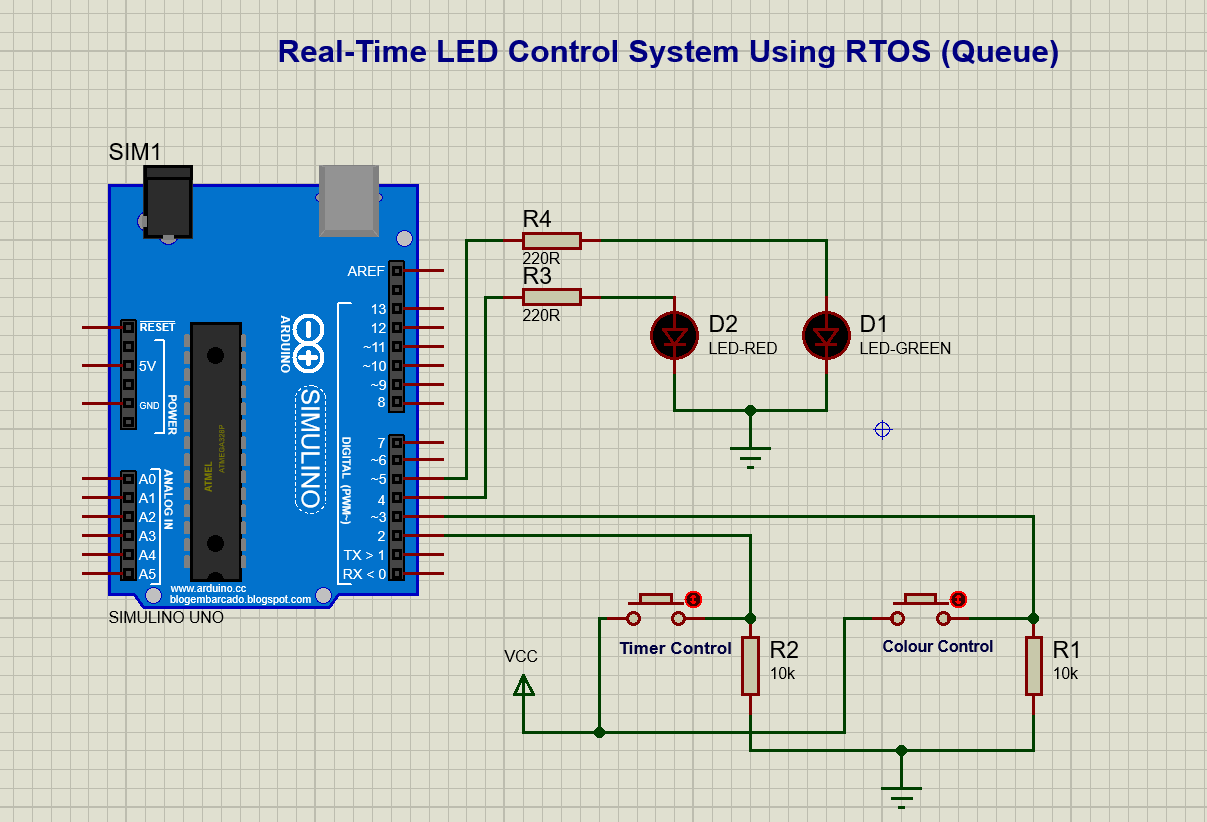 Real-Time LED Control System Using RTOS (Queue)
SIM1
R4
220R
R3
220R
D2
LED-RED
D1
LED-GREEN
AREF
13
12
~11
~10
~9
8
7
~6
~5
4
~3
2
TX > 1
RX < 0
RESET
5V
GND
POWER
A0
A1
A2
A3
A4
A5
ANALOG IN
ATMEL
ATMEGA328P
ARDUINO
SIMULINO
DIGITAL (PWM~)
www.arduino.cc
blogembarcado.blogspot.com
SIMULINO UNO
VCC
Timer Control
R2
10k
Colour Control
R1
10k